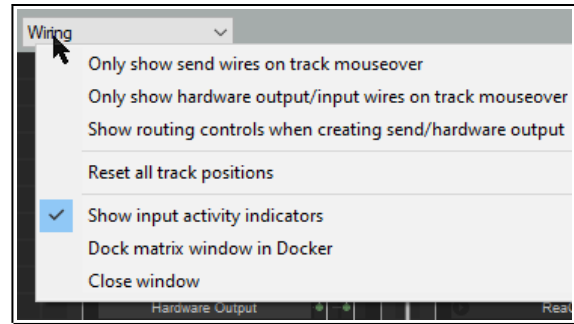 Wiring
Only show send wires on track mouseover
Only show hardware output/input wires on track mouseover
Show routing controls when creating send/hardware output
Reset all track positions
Show input activity indicators
Dock matrix window in Docker
Close window
Hardware Output